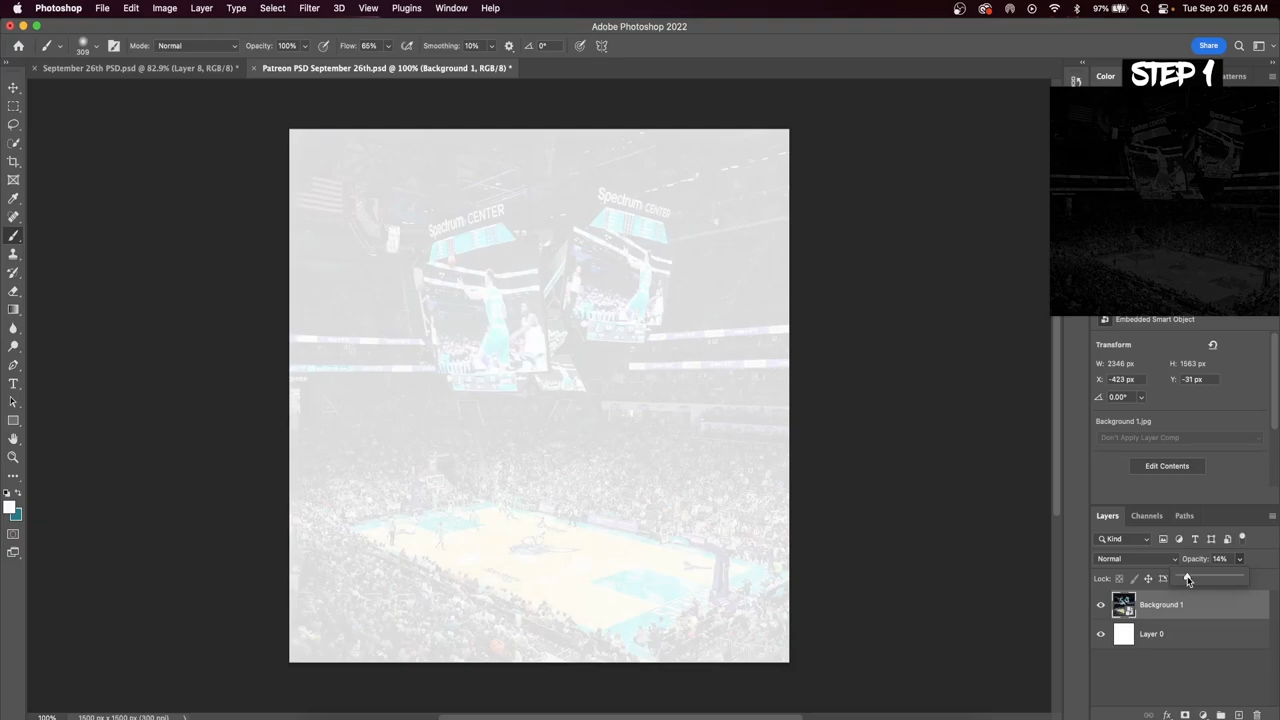 Photoshop File Edit Image Layer Type Select Filter 3D View Plugins Window Help 97% Tue Sep 20 6:26 AM
Adobe Photoshop 2022
309 Mode: Normal Opacity: 100% Flow: 65% Smoothing: 10% 0° Share
September 26th PSD.psd @ 82.9% (Layer 8, RGB/8) * Patreon PSD September 26th.psd @ 100% (Background 1, RGB/8) *
Color STEP 1 Patterns
Spectrum CENTER
Spectrum CENTER
Embedded Smart Object
Transform
W: 2346 px H: 1563 px
X: -423 px Y: -31 px
0.00°
Background 1.jpg
Don't Apply Layer Comp
Edit Contents
Layers Channels Paths
Kind
Normal Opacity: 14%
Lock:
Background 1
Layer 0
fx
100% 1500 px x 1500 px (300 ppi)